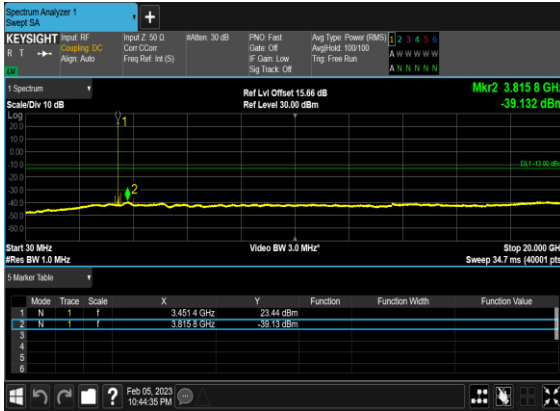 Spectrum Analyzer 1
Swept SA
+
KEYSIGHT Input: RF Input Z: 50 Ω #Atten: 30 dB PNO: Fast Avg Type: Power (RMS) 1 2 3 4 5 6
R T Coupling: DC Corr CCorr Gate: Off Avg|Hold: 100/100 A W W W W W
Align: Auto Freq Ref: Int (S) IF Gain: Low Trig: Free Run
Sig Track: Off A N N N N N
1 Spectrum Ref Lvl Offset 15.66 dB Mkr2 3.815 8 GHz
Scale/Div 10 dB Ref Level 30.00 dBm -39.132 dBm
Log
20.0
10.0
0.00
-10.0
DL1 -13.00 dBm
-20.0
-30.0
-40.0
-50.0
-60.0
1
2
Start 30 MHz Video BW 3.0 MHz* Stop 20.000 GH
#Res BW 1.0 MHz Sweep 34.7 ms (40001 pts
5 Marker Table
Mode Trace Scale X Y Function Function Width Function Value
1 N 1 f 3.451 4 GHz 23.44 dBm
2 N 1 f 3.815 8 GHz -39.13 dBm
3
4
5
6
? Feb 05, 2023
10:44:35 PM